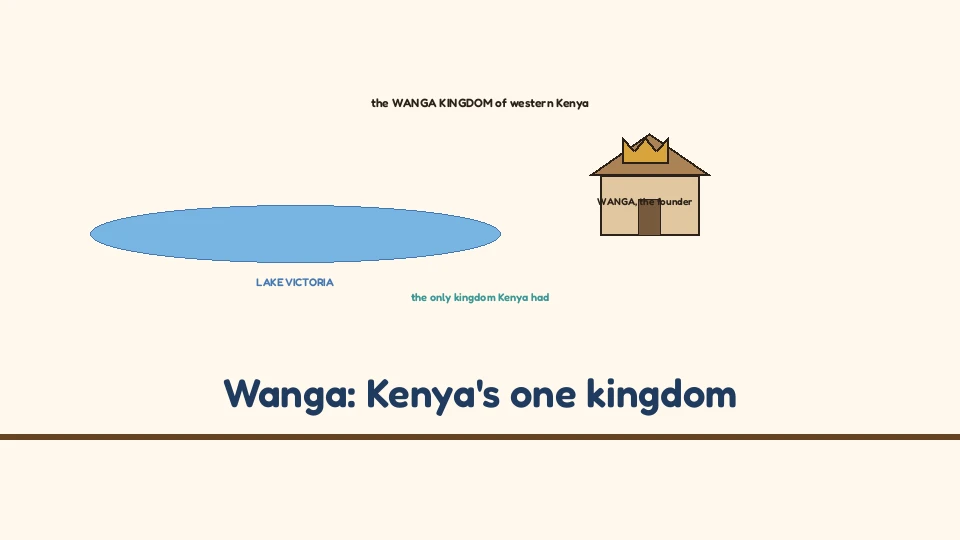 the WANGA KINGDOM of western Kenya
WANGA, the founder
LAKE VICTORIA
the only kingdom Kenya had
Wanga: Kenya's one kingdom